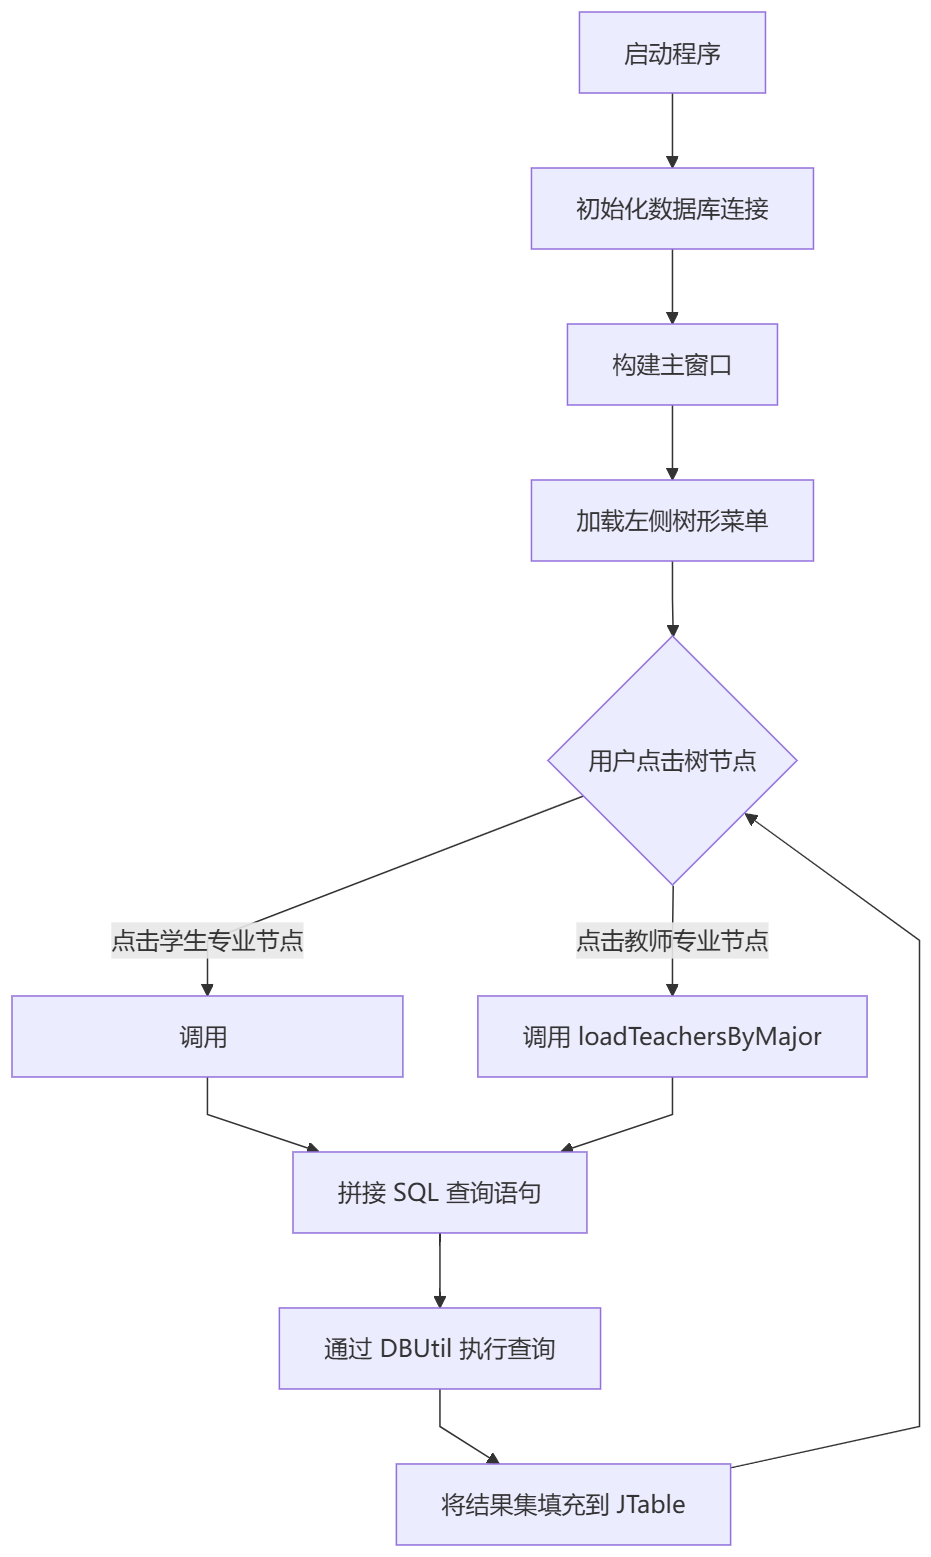 启动程序
初始化数据库连接
构建主窗口
加载左侧树形菜单
用户点击树节点
点击学生专业节点
点击教师专业节点
调用
调用 loadTeachersByMajor
拼接 SQL 查询语句
通过 DBUtil 执行查询
将结果集填充到 JTable